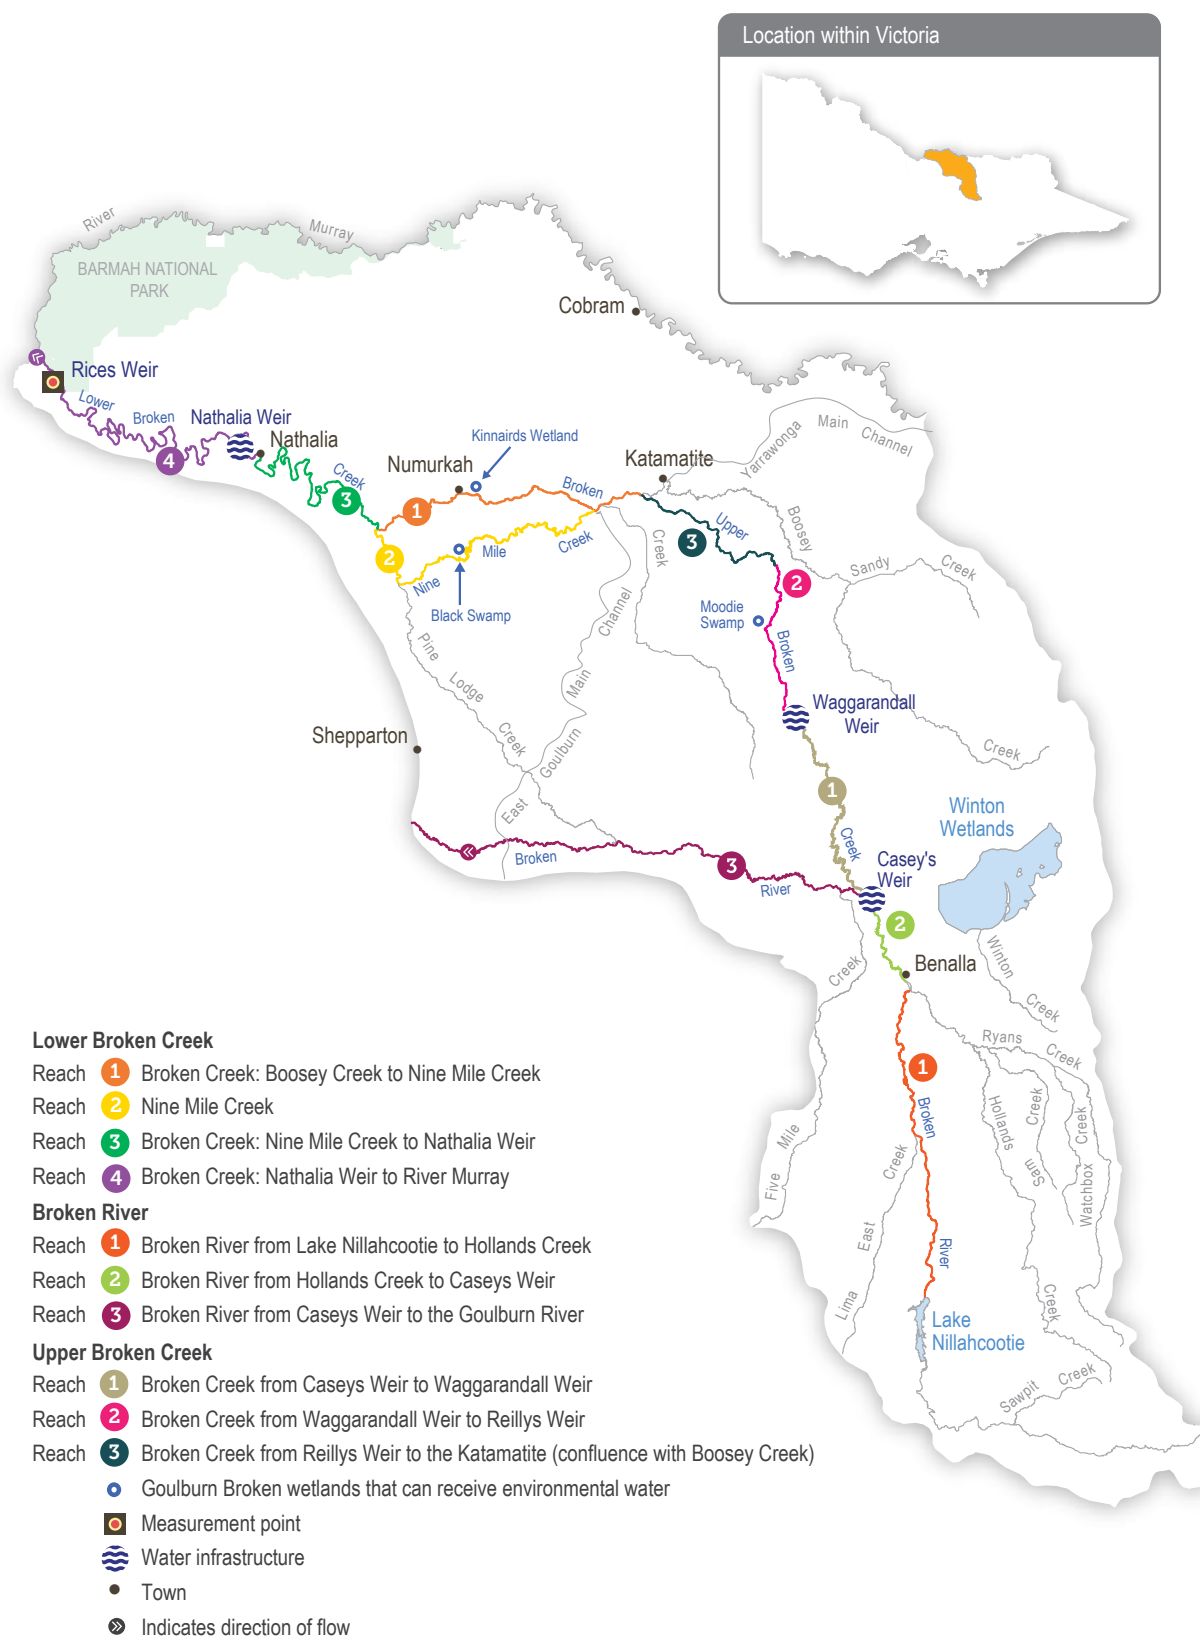 Location within Victoria
River
Murray
BARMAH NATIONAL
PARK
Cobram
Rices Weir
Lower
Broken
Nathalia Weir
Nathalia
Creek
4
3
Kinnairds Wetland
Numurkah
1
Broken
Katamatite
Yarrawonga
Main
Channel
2
Nine
Mile
Creek
Black Swamp
Creek
Upper
3
Boosey
Sandy
Creek
2
Moodie
Swamp
Broken
Channel
Main
Goulburn
East
Pine
Lodge
Creek
Shepparton
Waggarandall
Weir
Creek
1
Creek
Winton
Wetlands
Casey's
Weir
Broken
3
River
2
Creek
Benalla
Winton
Creek
Ryans
Creek
1
Broken
River
Five
Mile
Lima
East
Creek
Hollands
Creek
Sam
Creek
Watchbox
Creek
Lake
Nillahcootie
Sawpit
Creek
Lower Broken Creek
Reach 1 Broken Creek: Boosey Creek to Nine Mile Creek
Reach 2 Nine Mile Creek
Reach 3 Broken Creek: Nine Mile Creek to Nathalia Weir
Reach 4 Broken Creek: Nathalia Weir to River Murray
Broken River
Reach 1 Broken River from Lake Nillahcootie to Hollands Creek
Reach 2 Broken River from Hollands Creek to Caseys Weir
Reach 3 Broken River from Caseys Weir to the Goulburn River
Upper Broken Creek
Reach 1 Broken Creek from Caseys Weir to Waggarandall Weir
Reach 2 Broken Creek from Waggarandall Weir to Reillys Weir
Reach 3 Broken Creek from Reillys Weir to the Katamatite (confluence with Boosey Creek)
Goulburn Broken wetlands that can receive environmental water
Measurement point
Water infrastructure
Town
Indicates direction of flow